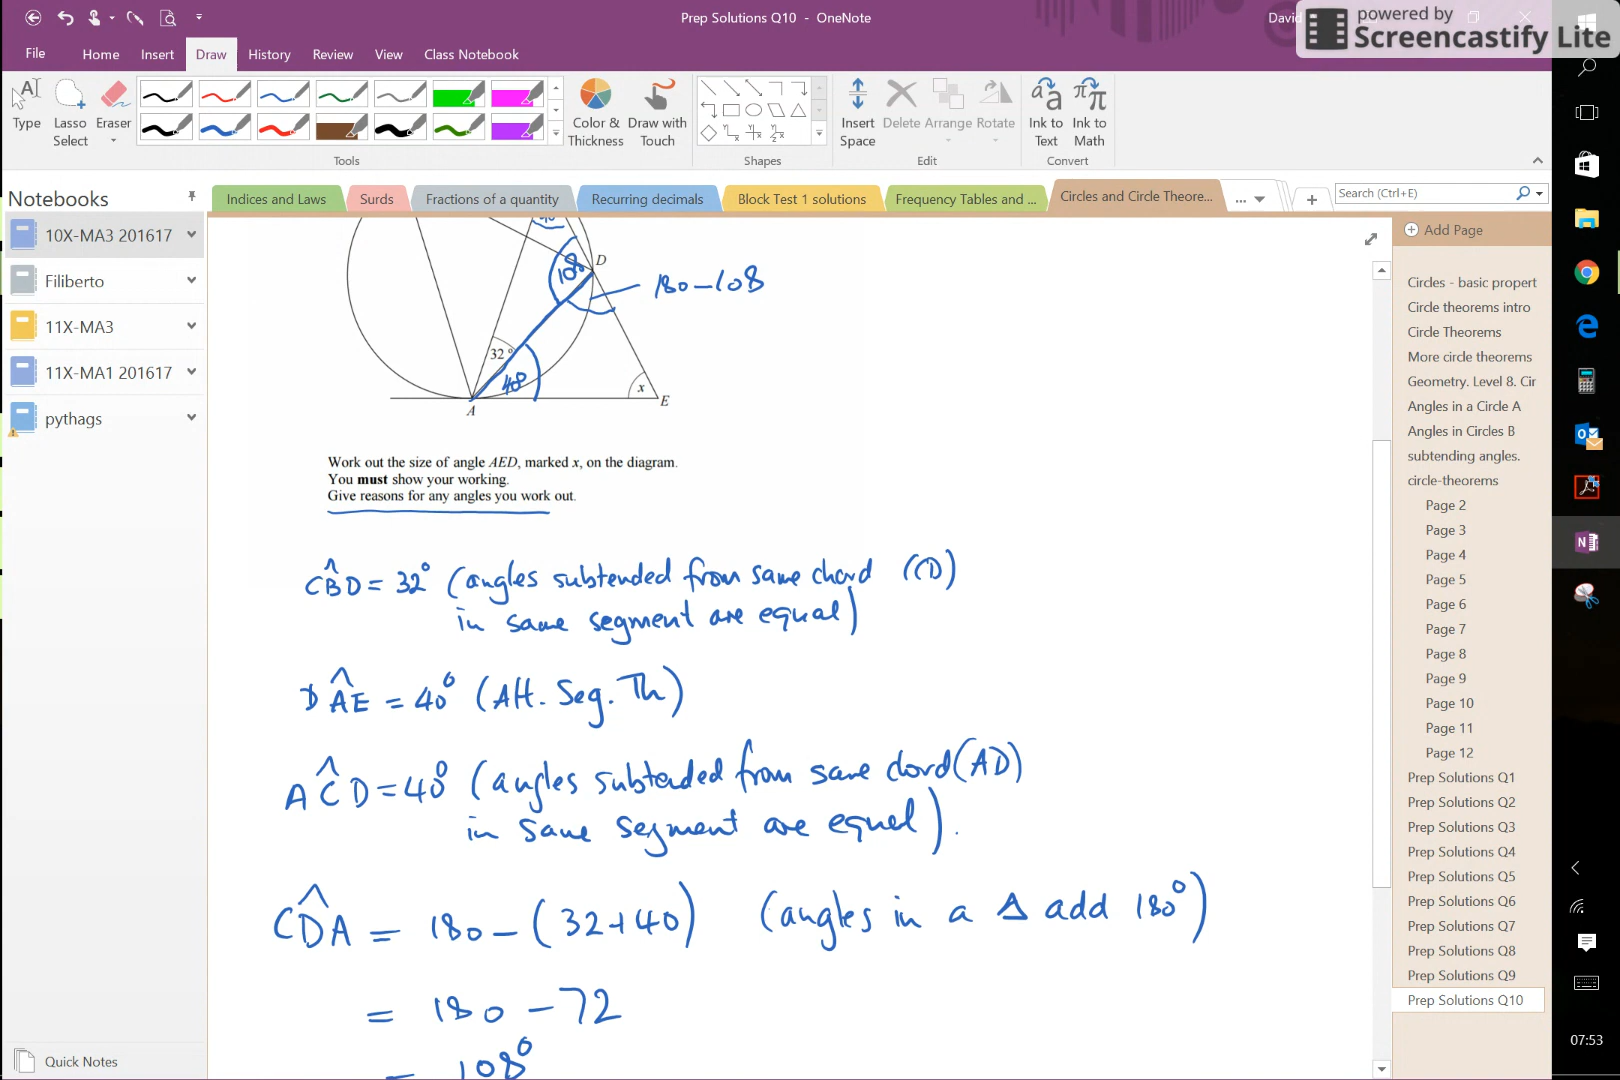 Prep Solutions Q10 - OneNote
David
powered by
Screencastify Lite
File
Home
Insert
Draw
History
Review
View
Class Notebook
Type
Lasso
Select
Eraser
Color &
Thickness
Draw with
Touch
Insert
Space
Delete
Arrange
Rotate
Ink to
Text
Ink to
Math
Tools
Shapes
Edit
Convert
Notebooks
10X-MA3 201617
Filiberto
11X-MA3
11X-MA1 201617
pythags
Quick Notes
Indices and Laws
Surds
Fractions of a quantity
Recurring decimals
Block Test 1 solutions
Frequency Tables and ...
Circles and Circle Theore...
...
Search (Ctrl+E)
Add Page
Circles - basic propert
Circle theorems intro
Circle Theorems
More circle theorems
Geometry. Level 8. Cir
Angles in a Circle A
Angles in Circles B
subtending angles.
circle-theorems
Page 2
Page 3
Page 4
Page 5
Page 6
Page 7
Page 8
Page 9
Page 10
Page 11
Page 12
Prep Solutions Q1
Prep Solutions Q2
Prep Solutions Q3
Prep Solutions Q4
Prep Solutions Q5
Prep Solutions Q6
Prep Solutions Q7
Prep Solutions Q8
Prep Solutions Q9
Prep Solutions Q10
D
108
180-108
32°
40
x
A
E
Work out the size of angle AED, marked x, on the diagram.
You must show your working.
Give reasons for any angles you work out.
CB̂D = 32° (angles subtended from same chord (CD)
in same segment are equal)
DÂE = 40° (Alt. Seg. Th)
AĈD = 40° (angles subtended from same chord (AD)
in same segment are equal).
CD̂A = 180 - (32+40) (angles in a Δ add 180°)
= 180 - 72
= 108°
07:53